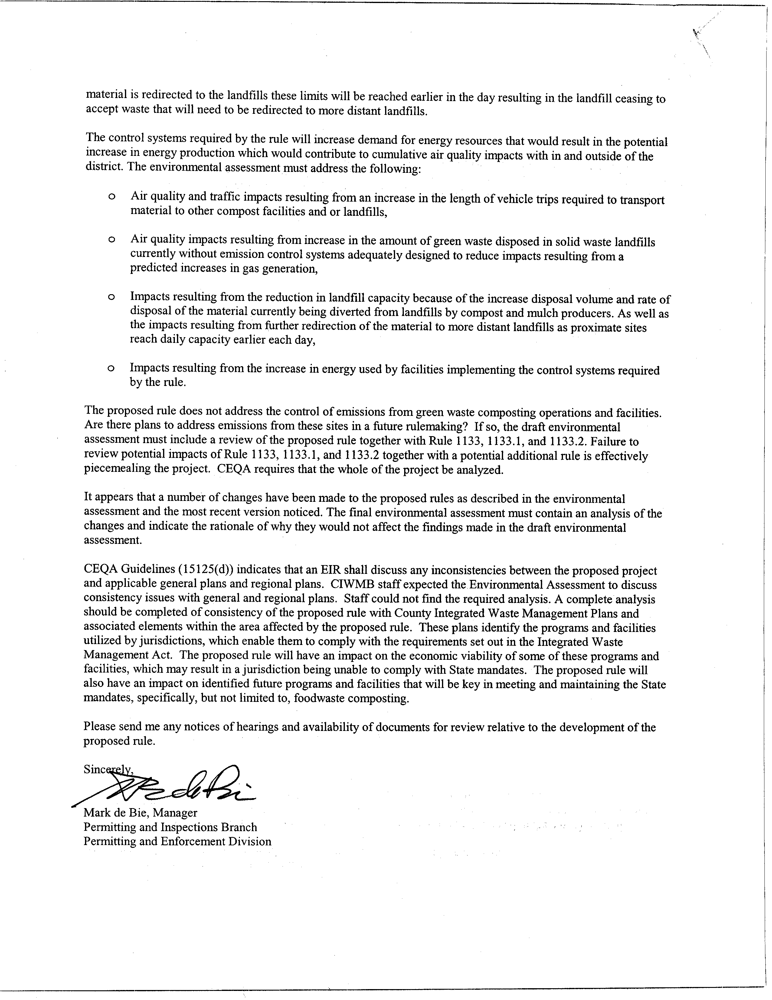 material is redirected to the landfills these limits will be reached earlier in the day resulting in the landfill ceasing to
accept waste that will need to be redirected to more distant landfills.
The control systems required by the rule will increase demand for energy resources that would result in the potential
increase in energy production which would contribute to cumulative air quality impacts with in and outside of the
district. The environmental assessment must address the following:
o Air quality and traffic impacts resulting from an increase in the length of vehicle trips required to transport
material to other compost facilities and or landfills,
o Air quality impacts resulting from increase in the amount of green waste disposed in solid waste landfills
currently without emission control systems adequately designed to reduce impacts resulting from a
predicted increases in gas generation,
o Impacts resulting from the reduction in landfill capacity because of the increase disposal volume and rate of
disposal of the material currently being diverted from landfills by compost and mulch producers. As well as
the impacts resulting from further redirection of the material to more distant landfills as proximate sites
reach daily capacity earlier each day,
o Impacts resulting from the increase in energy used by facilities implementing the control systems required
by the rule.
The proposed rule does not address the control of emissions from green waste composting operations and facilities.
Are there plans to address emissions from these sites in a future rulemaking? If so, the draft environmental
assessment must include a review of the proposed rule together with Rule 1133, 1133.1, and 1133.2. Failure to
review potential impacts of Rule 1133, 1133.1, and 1133.2 together with a potential additional rule is effectively
piecemealing the project. CEQA requires that the whole of the project be analyzed.
It appears that a number of changes have been made to the proposed rules as described in the environmental
assessment and the most recent version noticed. The final environmental assessment must contain an analysis of the
changes and indicate the rationale of why they would not affect the findings made in the draft environmental
assessment.
CEQA Guidelines (15125(d)) indicates that an EIR shall discuss any inconsistencies between the proposed project
and applicable general plans and regional plans. CIWMB staff expected the Environmental Assessment to discuss
consistency issues with general and regional plans. Staff could not find the required analysis. A complete analysis
should be completed of consistency of the proposed rule with County Integrated Waste Management Plans and
associated elements within the area affected by the proposed rule. These plans identify the programs and facilities
utilized by jurisdictions, which enable them to comply with the requirements set out in the Integrated Waste
Management Act. The proposed rule will have an impact on the economic viability of some of these programs and
facilities, which may result in a jurisdiction being unable to comply with State mandates. The proposed rule will
also have an impact on identified future programs and facilities that will be key in meeting and maintaining the State
mandates, specifically, but not limited to, foodwaste composting.
Please send me any notices of hearings and availability of documents for review relative to the development of the
proposed rule.
Sincerely,
Mark de Bie, Manager
Permitting and Inspections Branch
Permitting and Enforcement Division